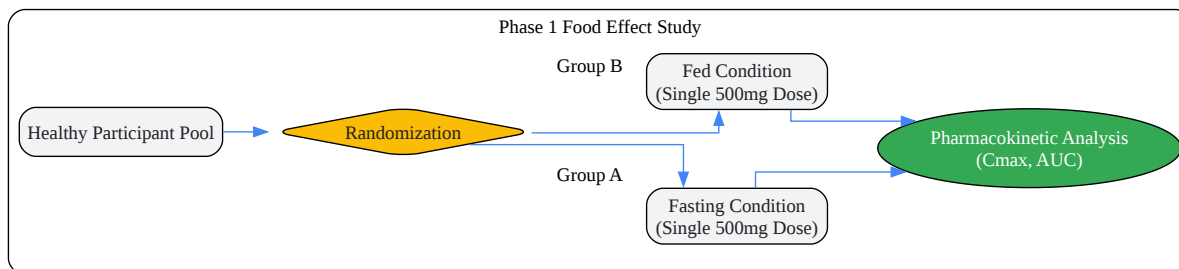 Phase 1 Food Effect Study
Healthy Participant Pool
Randomization
Group B
Fed Condition
(Single 500mg Dose)
Group A
Fasting Condition
(Single 500mg Dose)
Pharmacokinetic Analysis
(Cmax, AUC)